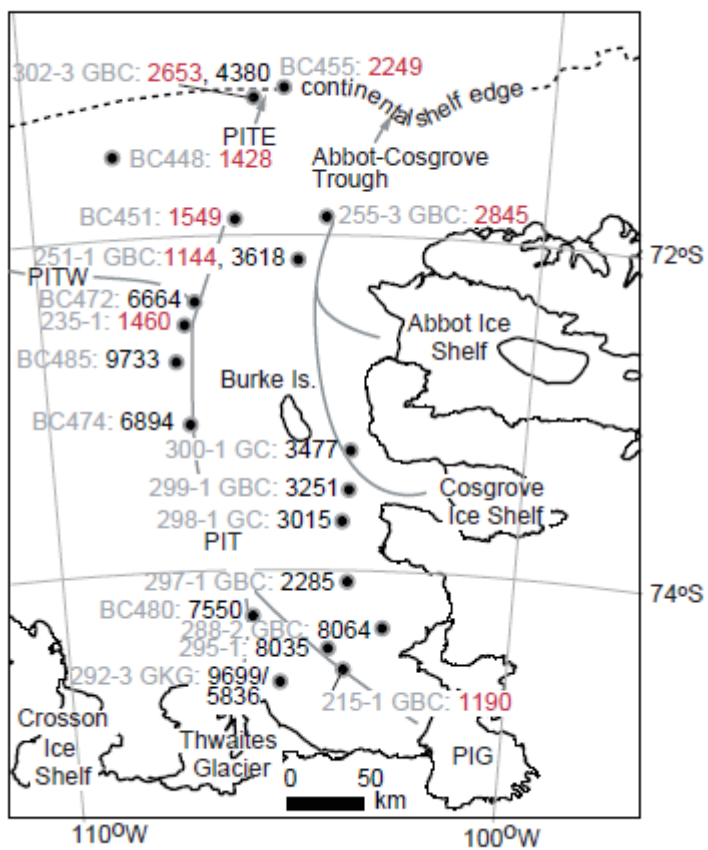 302-3 GBC: 2653, 4380
BC455: 2249
continental shelf edge
PITE
Abbot-Cosgrove
Trough
BC448: 1428
BC451: 1549
255-3 GBC: 2845
72ºS
251-1 GBC: 1144, 3618
PITW
BC472: 6664
235-1: 1460
Abbot Ice
Shelf
BC485: 9733
Burke Is.
BC474: 6894
300-1 GC: 3477
299-1 GBC: 3251
Cosgrove
Ice Shelf
298-1 GC: 3015
PIT
297-1 GBC: 2285
74ºS
BC480: 7550
288-2 GBC: 8064
295-1: 8035
292-3 GKG: 9699/
5836
215-1 GBC: 1190
Crosson
Ice
Shelf
Thwaites
Glacier
PIG
0 50
km
110ºW
100ºW